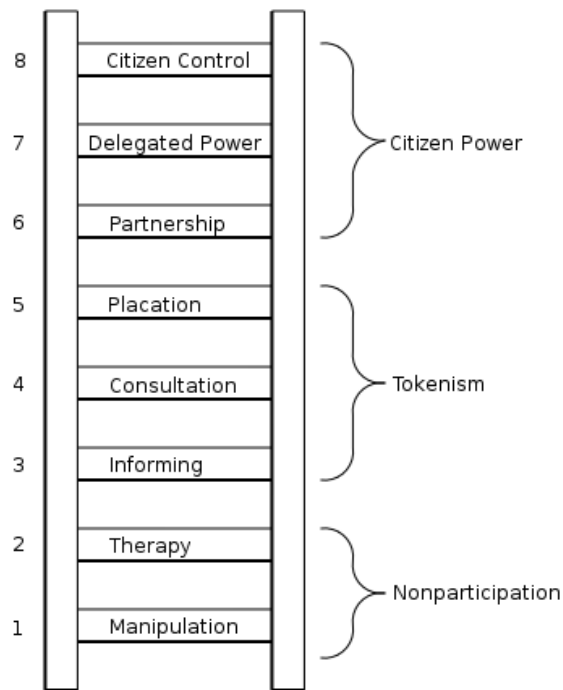 8 Citizen Control
7 Delegated Power Citizen Power
6 Partnership
5 Placation
4 Consultation Tokenism
3 Informing
2 Therapy
Nonparticipation
1 Manipulation